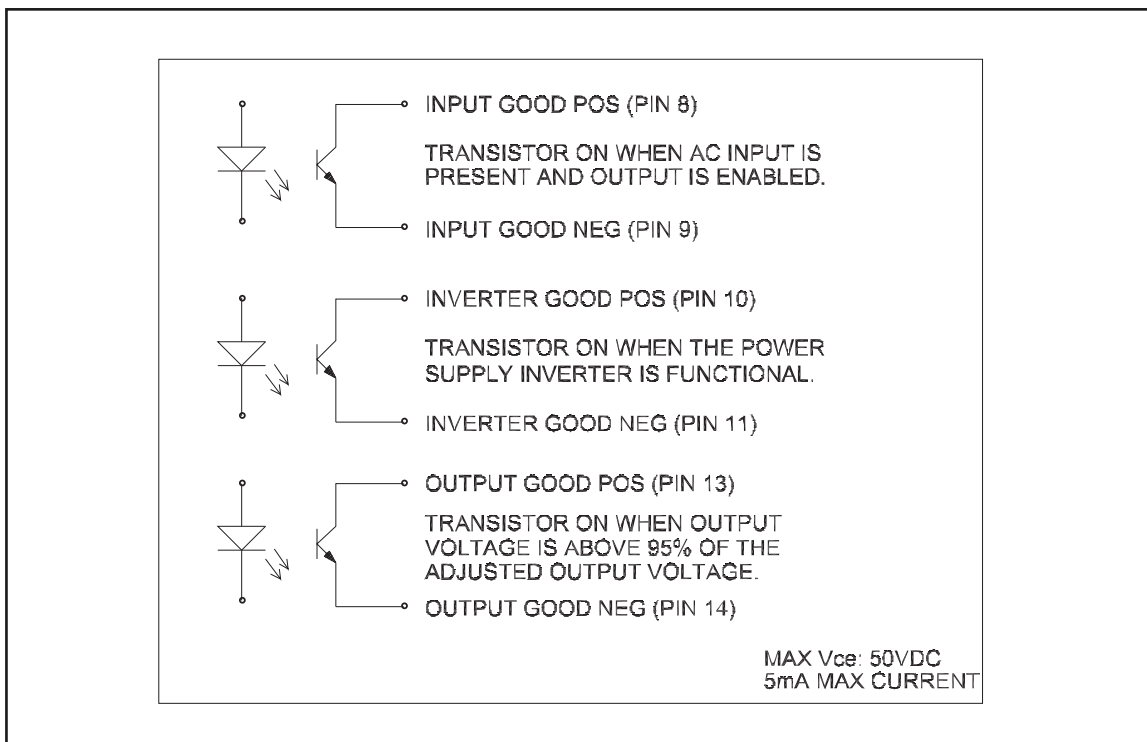 INPUT GOOD POS (PIN 8)
TRANSISTOR ON WHEN AC INPUT IS
PRESENT AND OUTPUT IS ENABLED.
INPUT GOOD NEG (PIN 9)
INVERTER GOOD POS (PIN 10)
TRANSISTOR ON WHEN THE POWER
SUPPLY INVERTER IS FUNCTIONAL.
INVERTER GOOD NEG (PIN 11)
OUTPUT GOOD POS (PIN 13)
TRANSISTOR ON WHEN OUTPUT
VOLTAGE IS ABOVE 95% OF THE
ADJUSTED OUTPUT VOLTAGE.
OUTPUT GOOD NEG (PIN 14)
MAX Vce: 50VDC
5mA MAX CURRENT